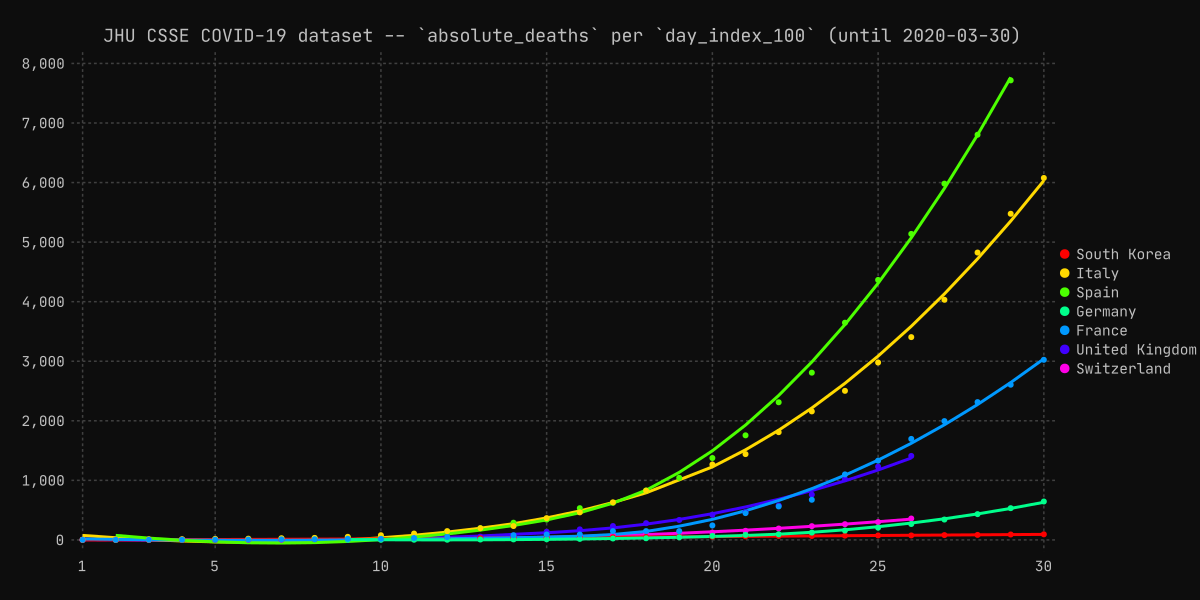 JHU CSSE COVID-19 dataset -- `absolute_deaths` per `day_index_100` (until 2020-03-30)
8,000
7,000
6,000
5,000
4,000
3,000
2,000
1,000
0
1 5 10 15 20 25 30
South Korea
Italy
Spain
Germany
France
United Kingdom
Switzerland